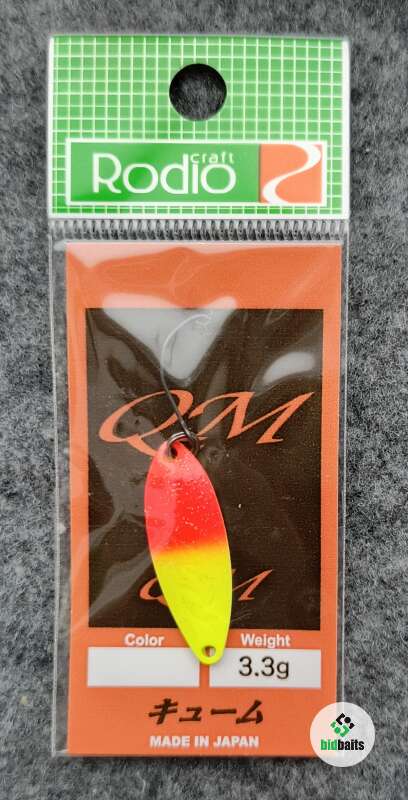 craft
Rodio
QM
QM
Color Weight
3.3g
キューム
MADE IN JAPAN
bidbaits